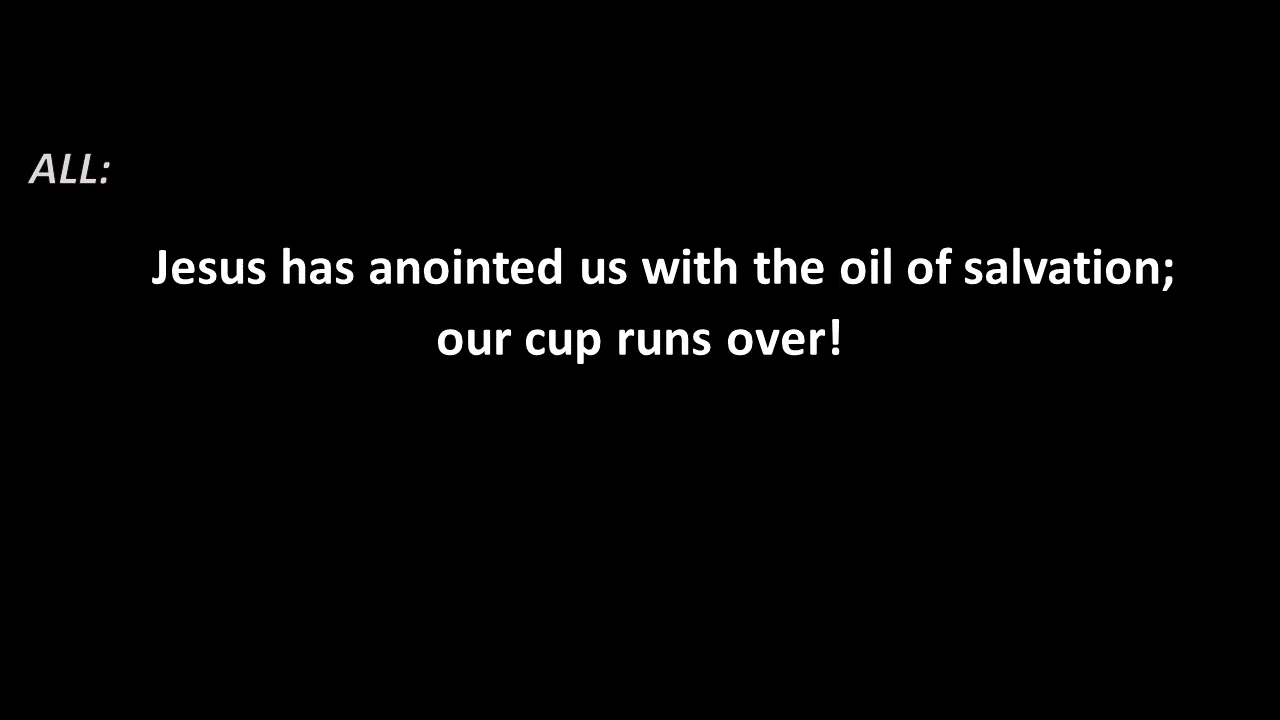 ALL:
Jesus has anointed us with the oil of salvation;
our cup runs over!